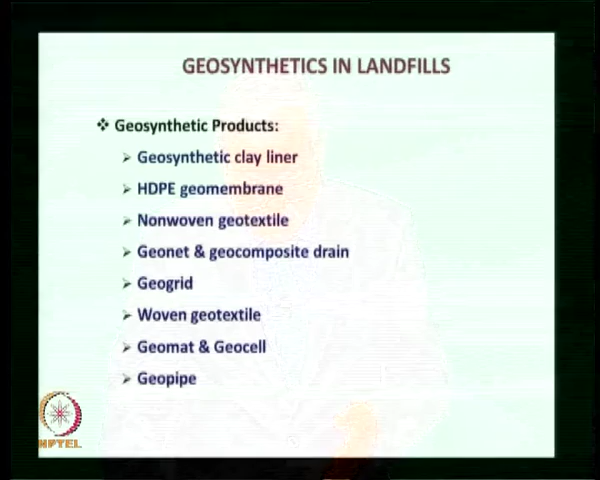 GEOSYNTHETICS IN LANDFILLS
Geosynthetic Products:
Geosynthetic clay liner
HDPE geomembrane
Nonwoven geotextile
Geonet & geocomposite drain
Geogrid
Woven geotextile
Geomat & Geocell
Geopipe
NPTEL